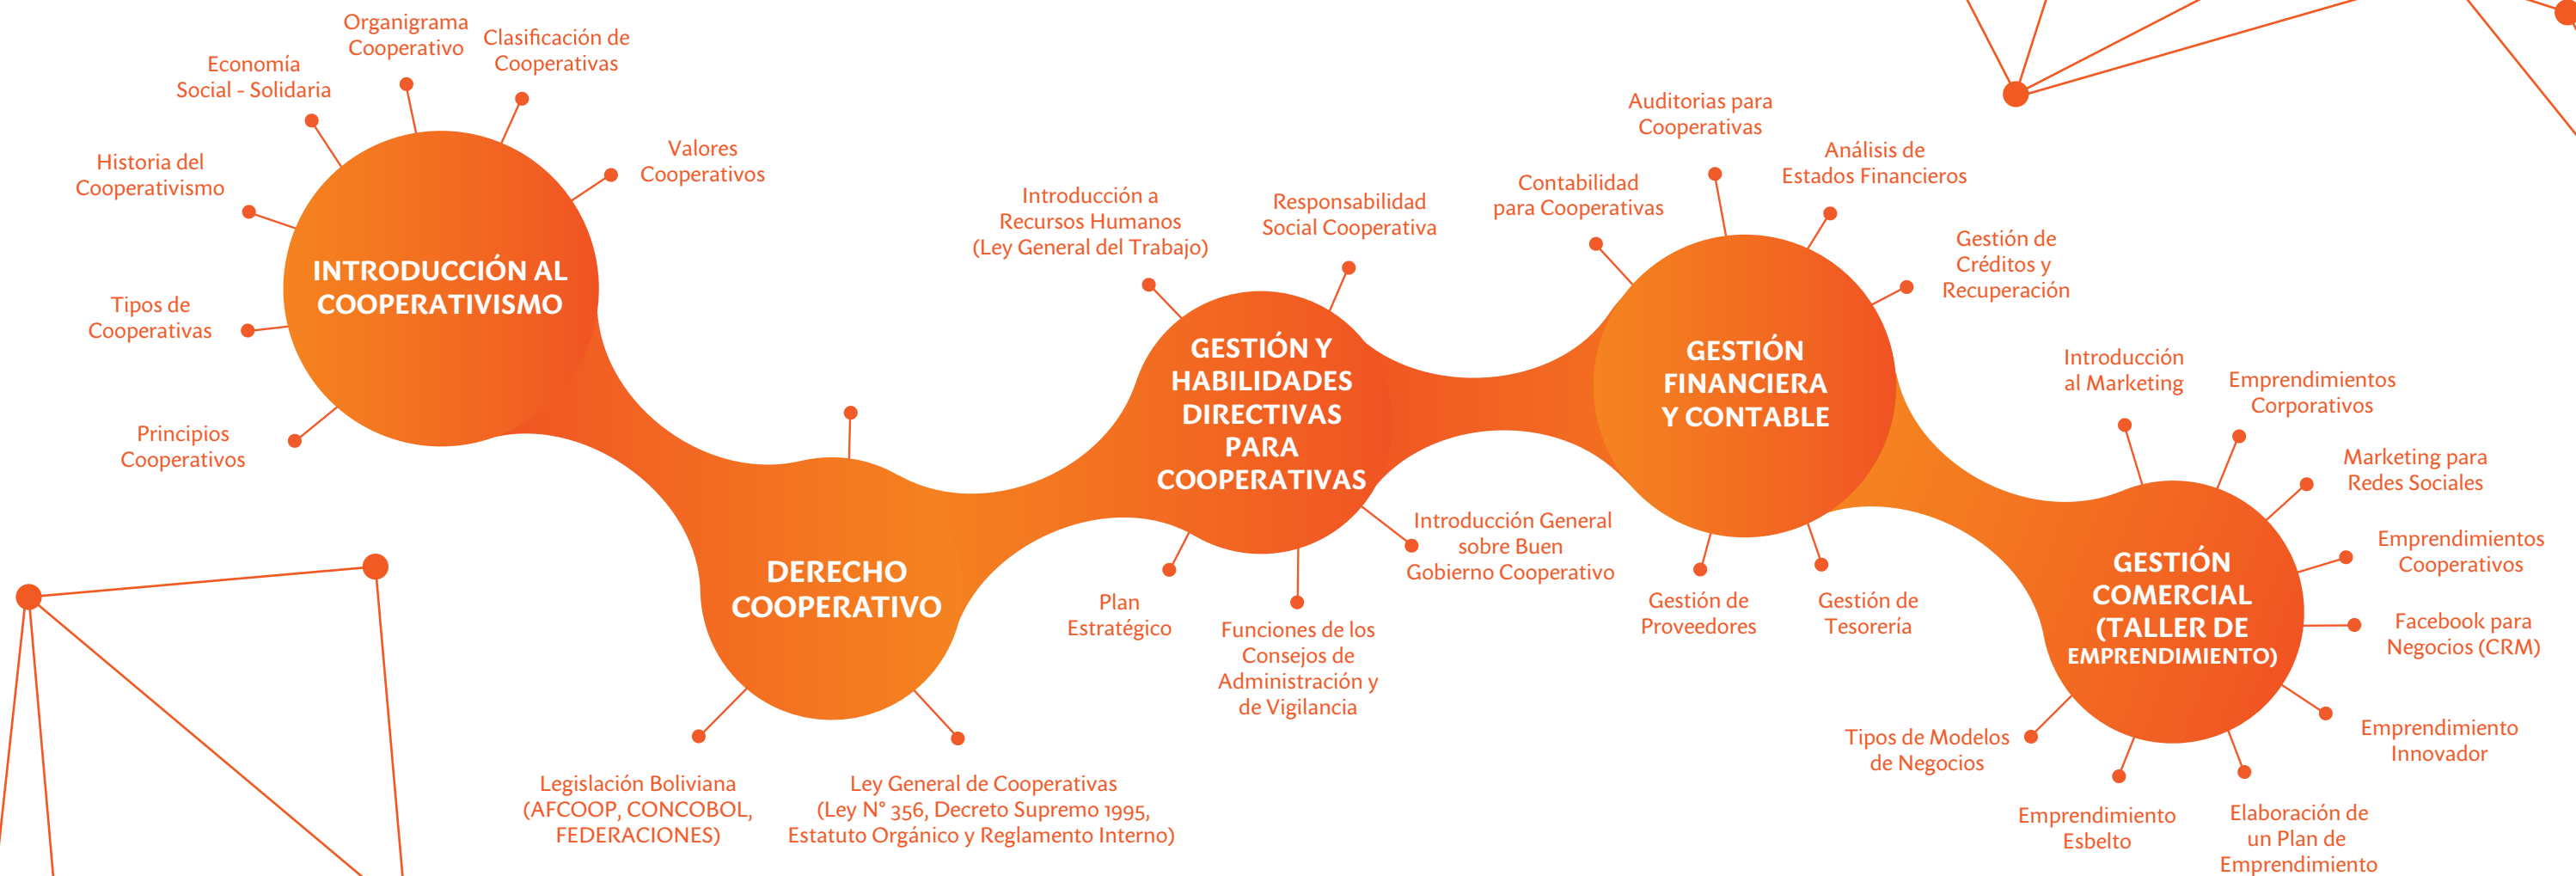 Organigrama
Cooperativo
Clasificación de
Cooperativas
Economía
Social - Solidaria
Valores
Cooperativos
Historia del
Cooperativismo
Tipos de
Cooperativas
Principios
Cooperativos
INTRODUCCIÓN AL
COOPERATIVISMO
DERECHO
COOPERATIVO
Legislación Boliviana
(AFCOOP, CONCOBOL,
FEDERACIONES)
Ley General de Cooperativas
(Ley N° 356, Decreto Supremo 1995,
Estatuto Orgánico y Reglamento Interno)
Introducción a
Recursos Humanos
(Ley General del Trabajo)
Responsabilidad
Social Cooperativa
GESTIÓN Y
HABILIDADES
DIRECTIVAS
PARA
COOPERATIVAS
Introducción General
sobre Buen
Gobierno Cooperativo
Plan
Estratégico
Funciones de los
Consejos de
Administración y
de Vigilancia
Auditorias para
Cooperativas
Contabilidad
para Cooperativas
Análisis de
Estados Financieros
Gestión de
Créditos y
Recuperación
GESTIÓN
FINANCIERA
Y CONTABLE
Gestión de
Proveedores
Gestión de
Tesorería
Introducción
al Marketing
Emprendimientos
Corporativos
Marketing para
Redes Sociales
Emprendimientos
Cooperativos
Facebook para
Negocios (CRM)
Emprendimiento
Innovador
GESTIÓN
COMERCIAL
(TALLER DE
EMPRENDIMIENTO)
Tipos de Modelos
de Negocios
Emprendimiento
Esbelto
Elaboración de
un Plan de
Emprendimiento